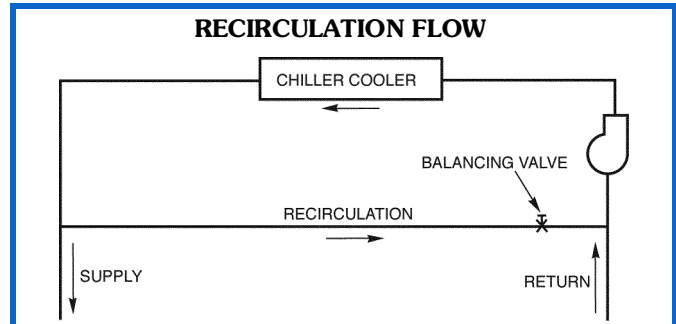 RECIRCULATION FLOW
CHILLER COOLER
BALANCING VALVE
RECIRCULATION
SUPPLY
RETURN